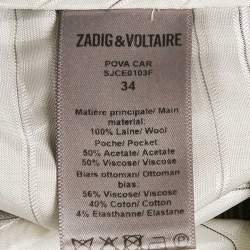 ZADIG&VOLTAIRE
POVA CAR
SJCE0103F
34
Matière principale/ Main
material:
100% Laine/ Wool
Poche/ Pocket:
50% Acetate/ Acetate
50% Viscose/ Viscose
Biais ottoman/ Ottoman
bias:
56% Viscose/ Viscose
40% Coton/ Cotton
4% Elasthanne/ Elastane